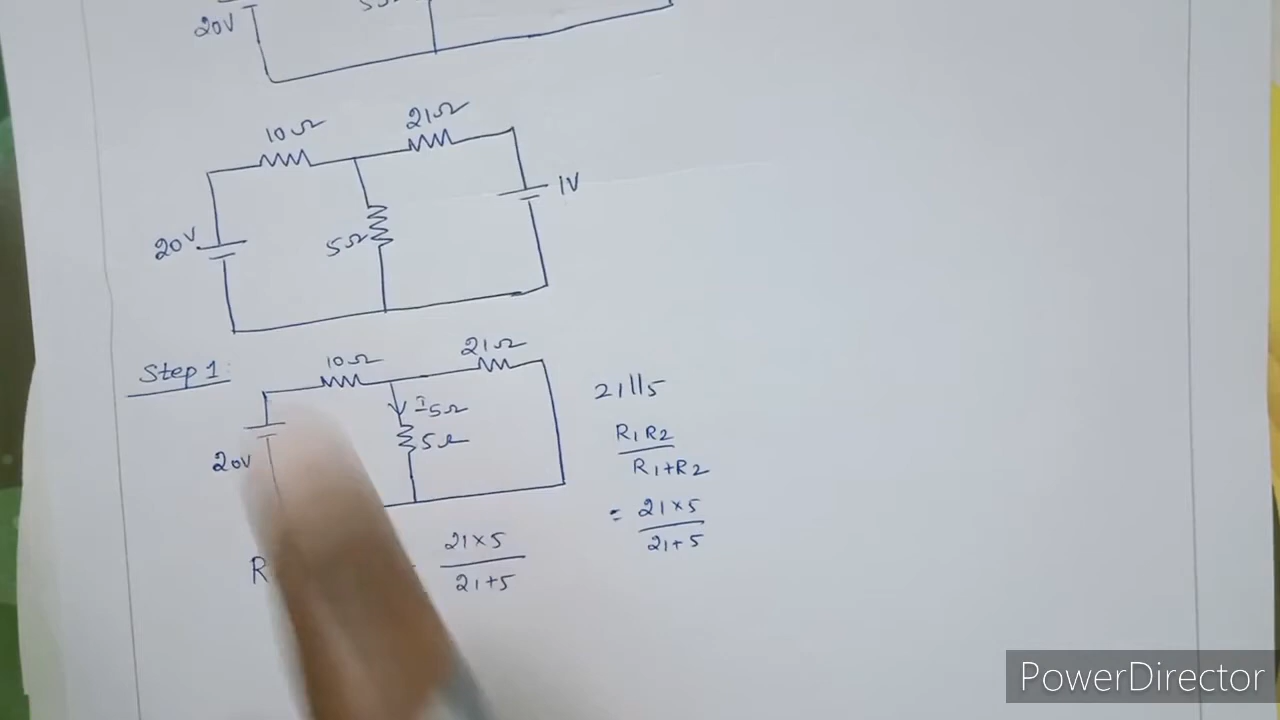 20V
10Ω
21Ω
20V
5Ω
1V
Step 1:
10Ω
21Ω
I5Ω
5Ω
20V
21||5
R1R2
R1+R2
= 21×5
21+5
R
21×5
21+5
PowerDirector